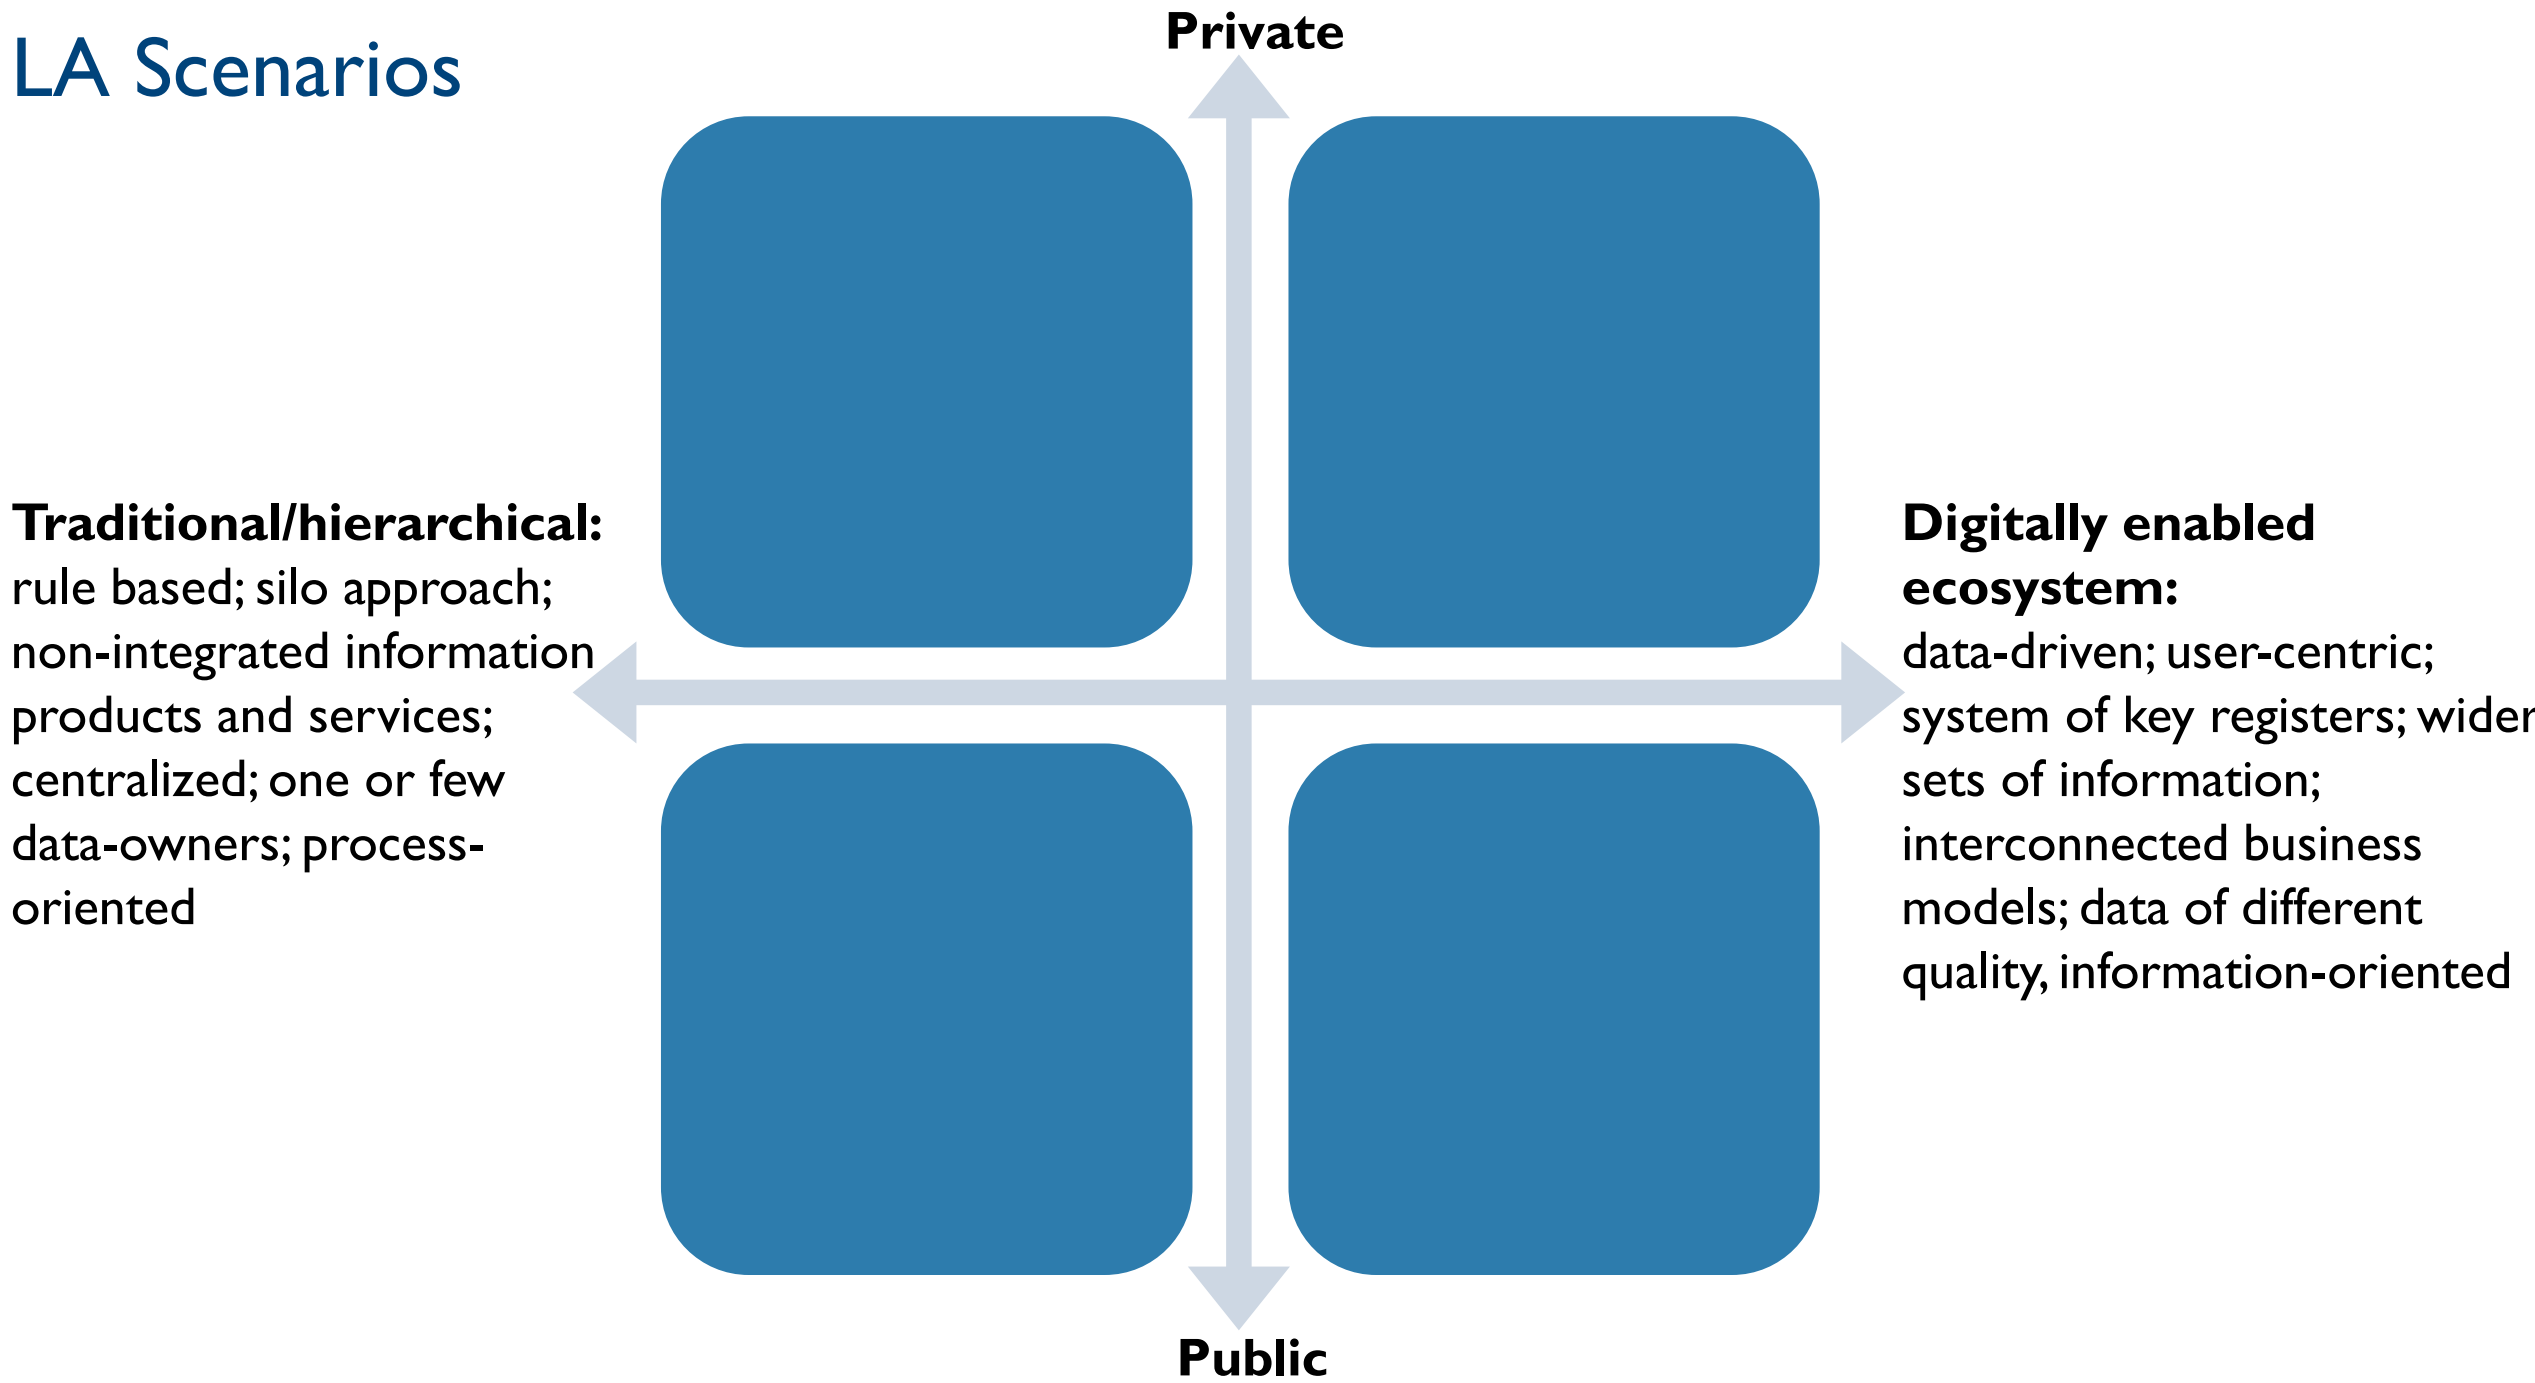 LA Scenarios
Private
Traditional/hierarchical:
rule based; silo approach;
non-integrated information
products and services;
centralized; one or few
data-owners; process-
oriented
Digitally enabled
ecosystem:
data-driven; user-centric;
system of key registers; wider
sets of information;
interconnected business
models; data of different
quality, information-oriented
Public